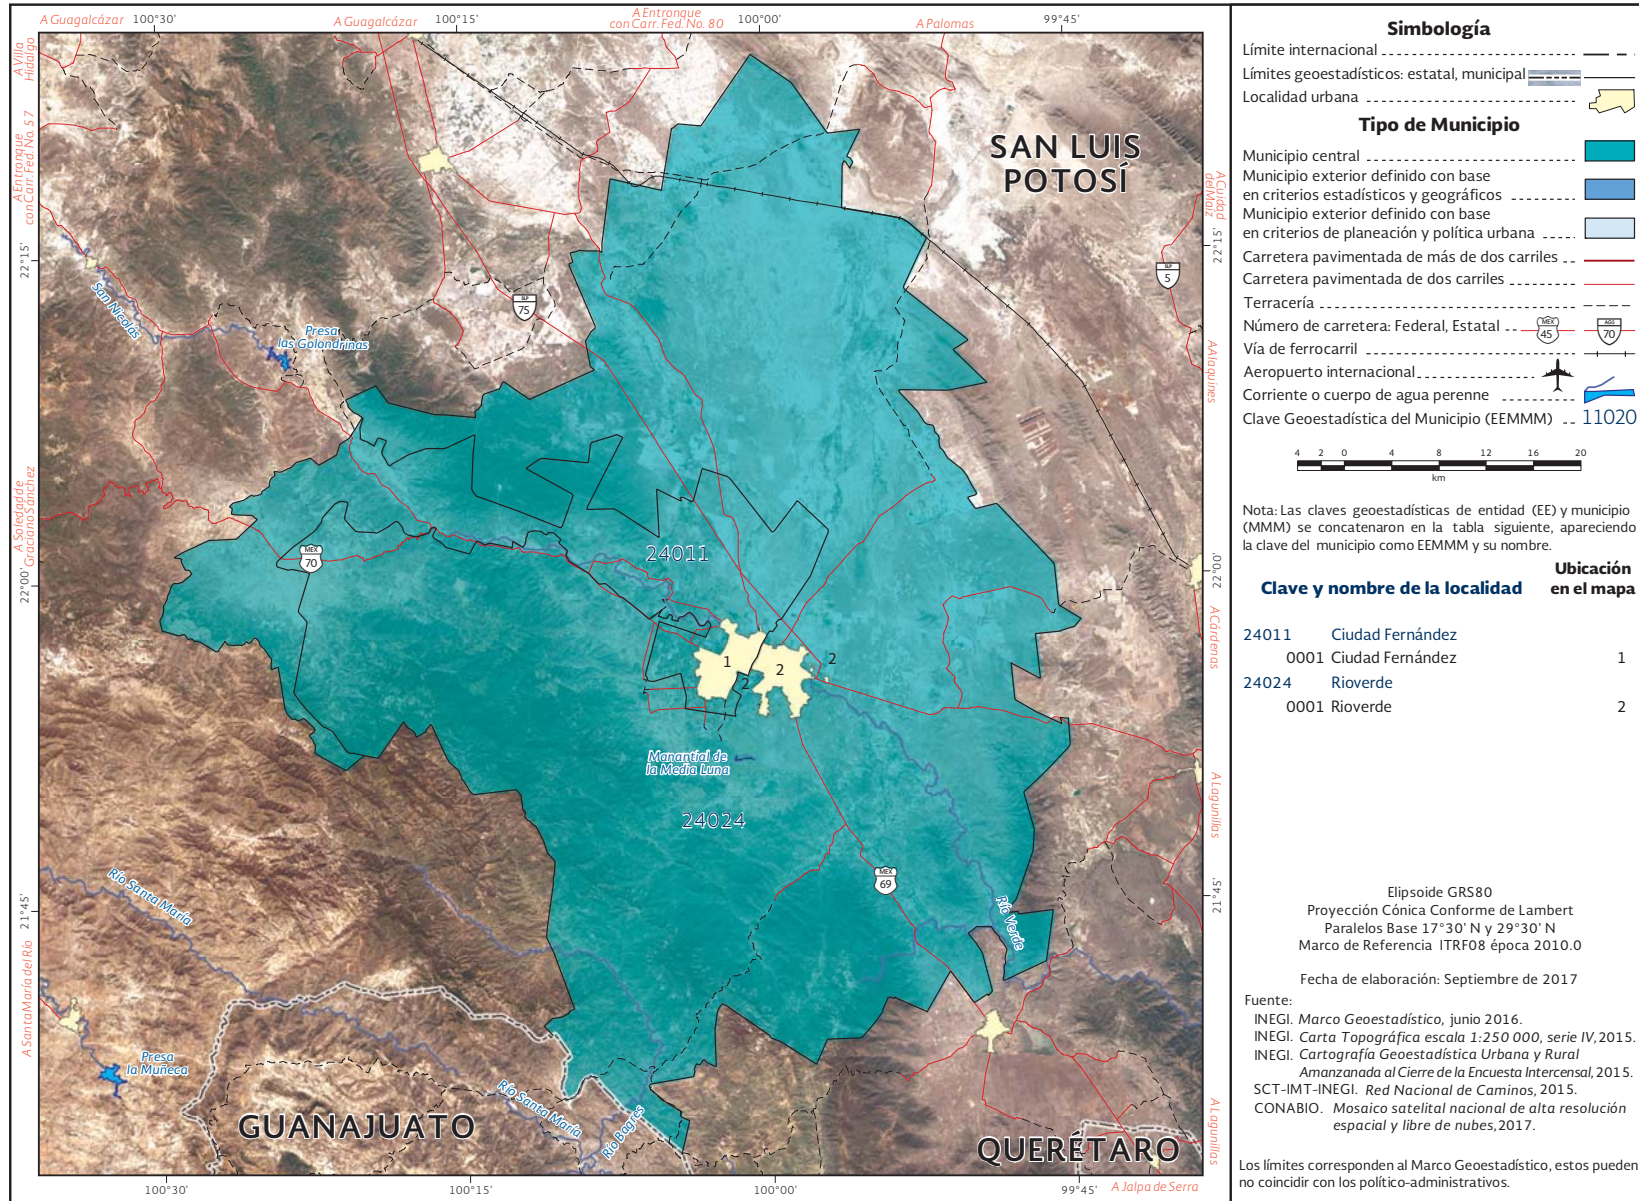 A Guagalcázar
100°30'
A Guagalcázar
100°15'
A Entronque
con Carr. Fed. No. 80
100°00'
A Palomas
99°45'
A Villa
Hidalgo
A Entronque
con Carr. Fed. No. 57
22°15'
A Soledad de
Graciano Sánchez
22°00'
21°45'
A Santa María del Río
SAN LUIS
POTOSÍ
A Cuidad
del Maíz
22°15'
SLP
5
SLP
75
San Nicolás
Presa
las Golondrinas
A Alaquines
MEX
70
24011
22°00'
A Cárdenas
1
2
2
2
Manantial de
la Media Luna
24024
A Lagunillas
MEX
69
21°45'
Río Santa María
Río Verde
Presa
la Muñeca
Río Santa María
Río Bagres
GUANAJUATO
QUERÉTARO
A Lagunillas
100°30'
100°15'
100°00'
99°45'
A Jalpa de Serra
Simbología
Límite internacional
Límites geoestadísticos: estatal, municipal
Localidad urbana
Tipo de Municipio
Municipio central
Municipio exterior definido con base
en criterios estadísticos y geográficos
Municipio exterior definido con base
en criterios de planeación y política urbana
Carretera pavimentada de más de dos carriles
Carretera pavimentada de dos carriles
Terracería
Número de carretera: Federal, Estatal MEX 45 AGS 70
Vía de ferrocarril
Aeropuerto internacional
Corriente o cuerpo de agua perenne
Clave Geoestadística del Municipio (EEMMM) 11020
4 2 0 4 8 12 16 20
km
Nota: Las claves geoestadísticas de entidad (EE) y municipio
(MMM) se concatenaron en la tabla siguiente, apareciendo
la clave del municipio como EEMMM y su nombre.
Clave y nombre de la localidad
Ubicación
en el mapa
24011 Ciudad Fernández
0001 Ciudad Fernández 1
24024 Rioverde
0001 Rioverde 2
Elipsoide GRS80
Proyección Cónica Conforme de Lambert
Paralelos Base 17°30' N y 29°30' N
Marco de Referencia ITRF08 época 2010.0
Fecha de elaboración: Septiembre de 2017
Fuente:
INEGI. Marco Geoestadístico, junio 2016.
INEGI. Carta Topográfica escala 1:250 000, serie IV, 2015.
INEGI. Cartografía Geoestadística Urbana y Rural
Amanzanada al Cierre de la Encuesta Intercensal, 2015.
SCT-IMT-INEGI. Red Nacional de Caminos, 2015.
CONABIO. Mosaico satelital nacional de alta resolución
espacial y libre de nubes, 2017.
Los límites corresponden al Marco Geoestadístico, estos pueden
no coincidir con los político-administrativos.